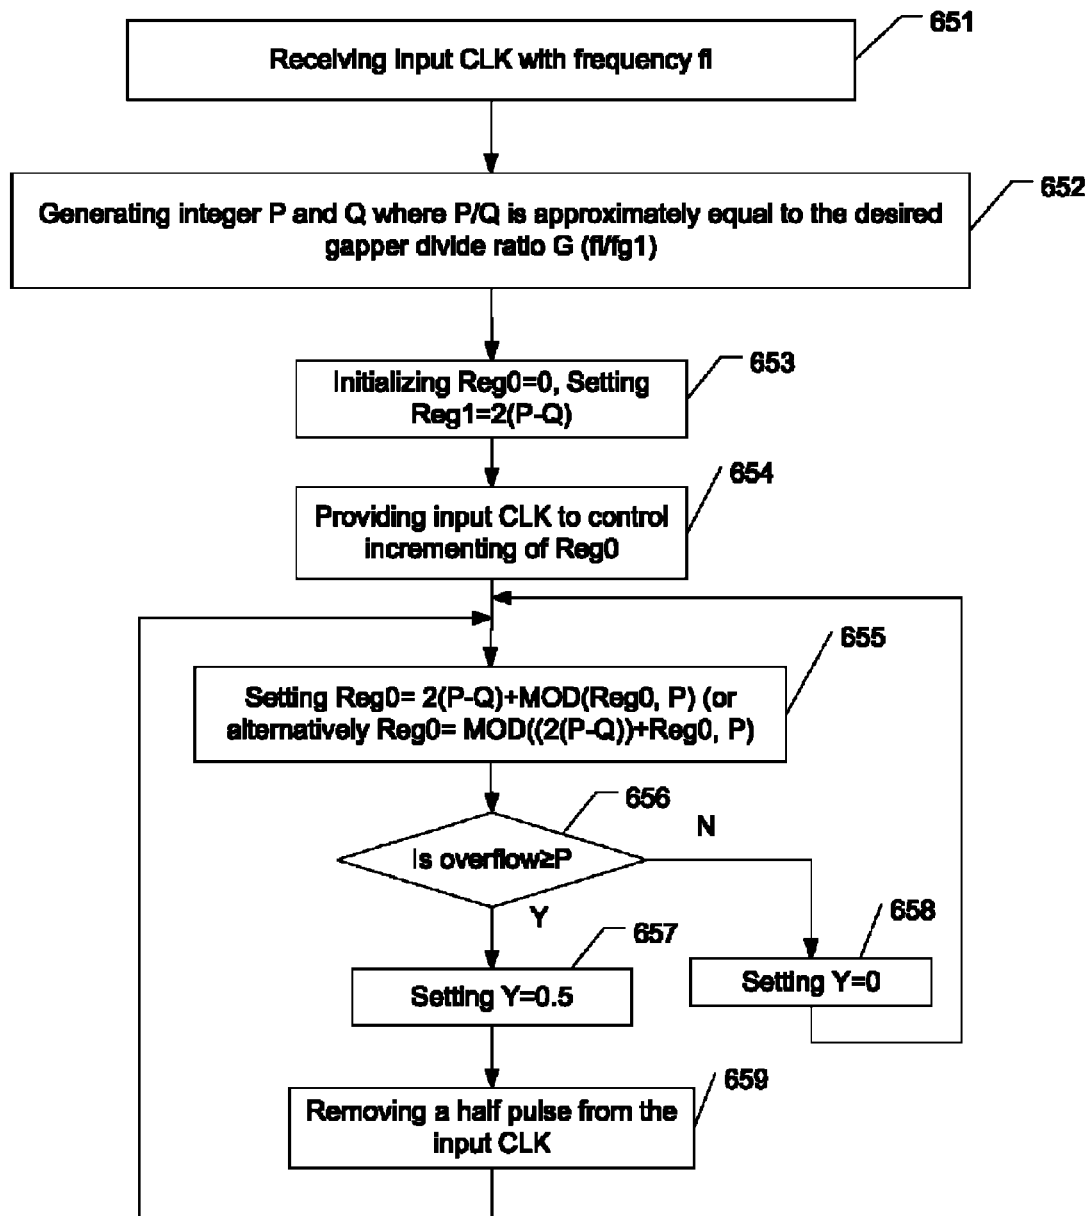 651
Receiving Input CLK with frequency fI
652
Generating integer P and Q where P/Q is approximately equal to the desired
gapper divide ratio G (fI/fg1)
653
Initializing Reg0=0, Setting
Reg1=2(P-Q)
654
Providing input CLK to control
incrementing of Reg0
655
Setting Reg0= 2(P-Q)+MOD(Reg0, P) (or
alternatively Reg0= MOD((2(P-Q))+Reg0, P)
656
N
Is overflow≥P
Y
657
658
Setting Y=0.5
Setting Y=0
659
Removing a half pulse from the
input CLK